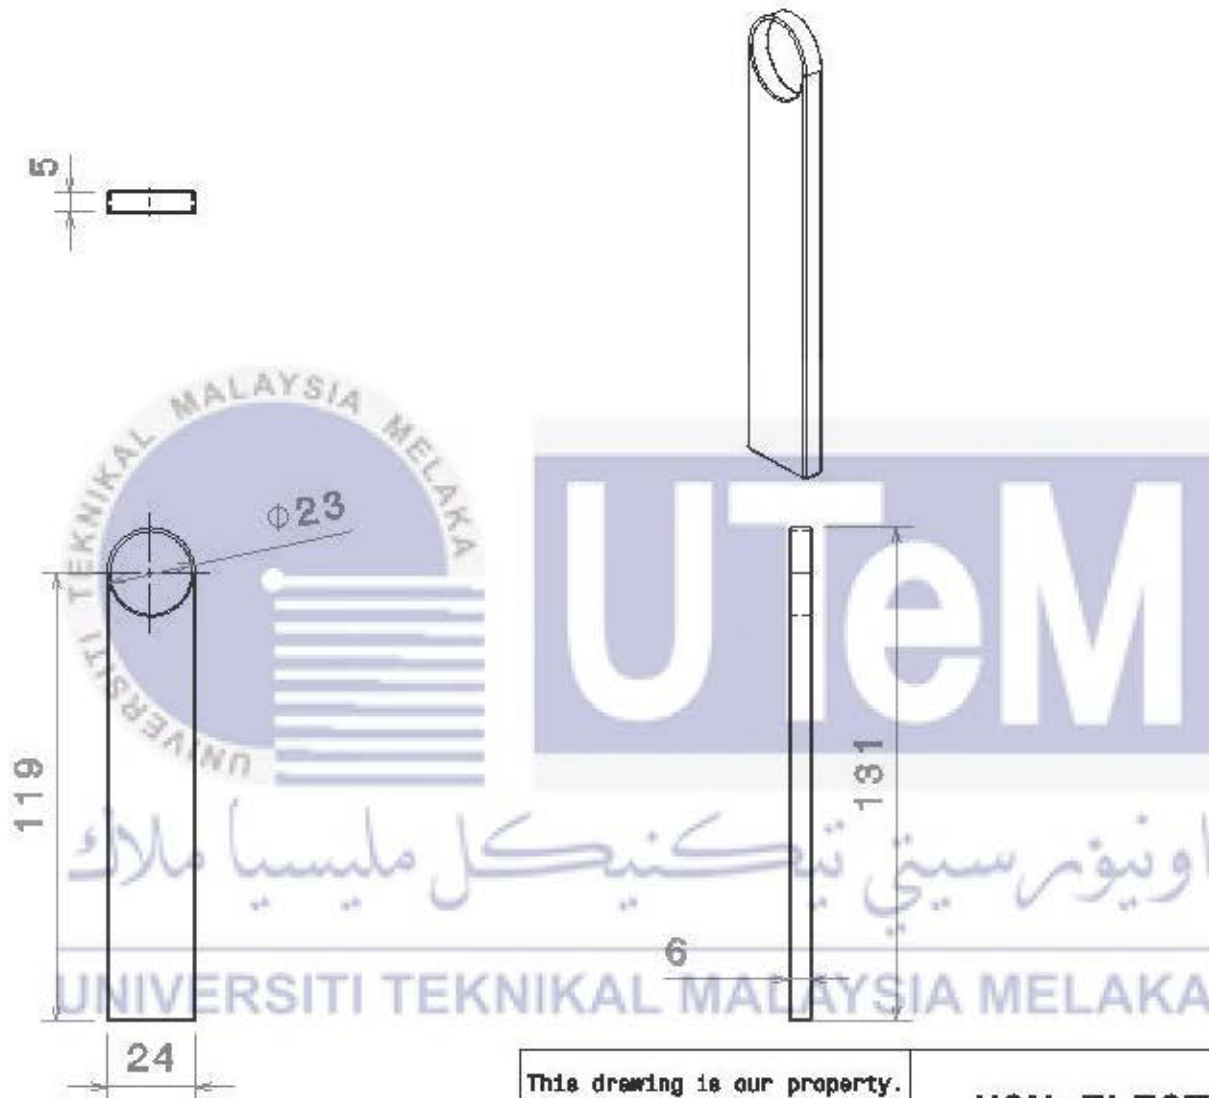 5
MALAYSIA MELAKA
UNIVERSITI TEKNIKAL
Φ23
UTeM
119
131
اونيۏرسيتي تيكنيكل مليسيا ملاك
6
UNIVERSITI TEKNIKAL MALAYSIA MELAKA
24
This drawing is our property.